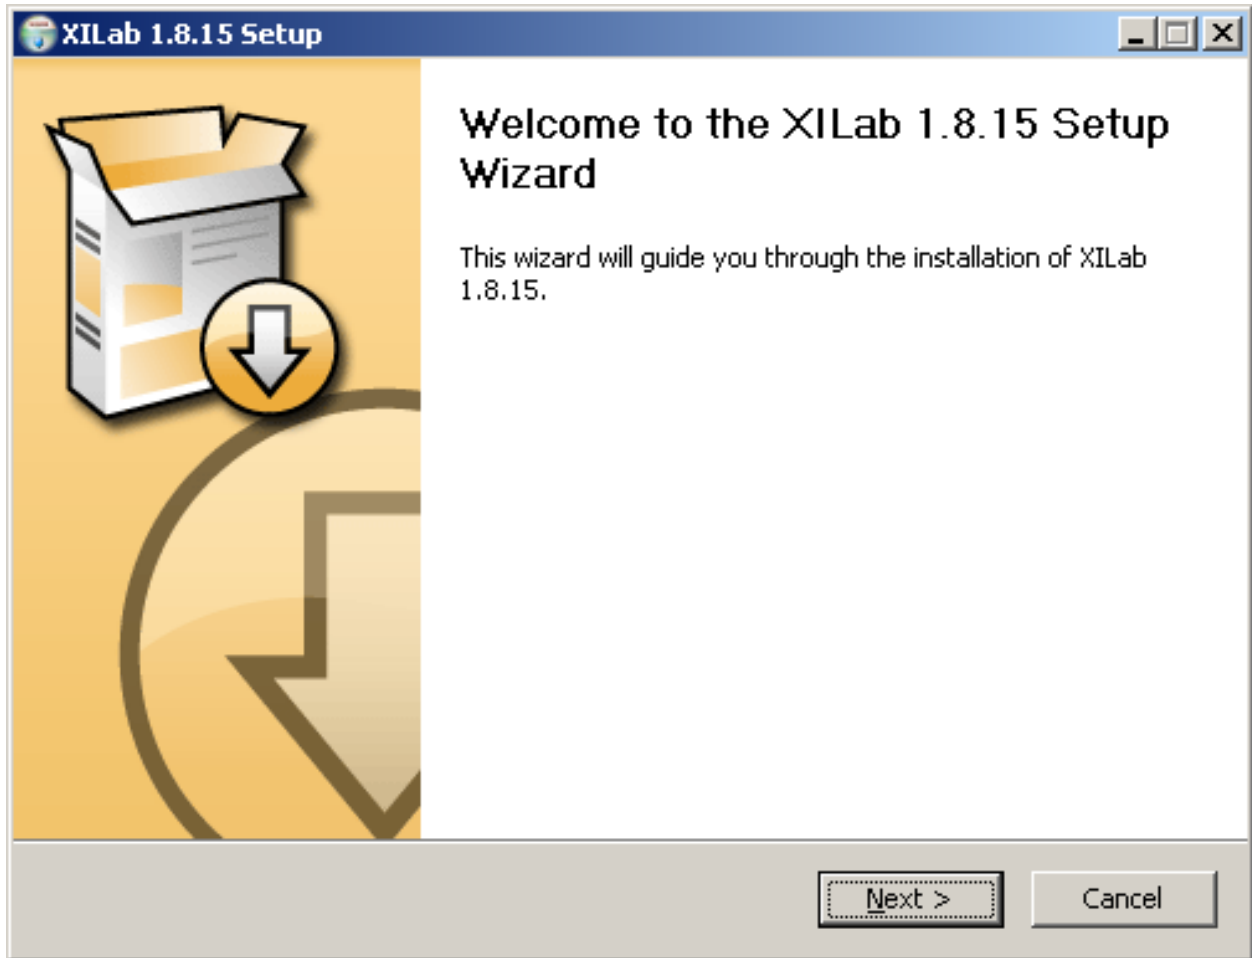 XILab 1.8.15 Setup
Welcome to the XILab 1.8.15 Setup
Wizard
This wizard will guide you through the installation of XILab
1.8.15.
Next >
Cancel